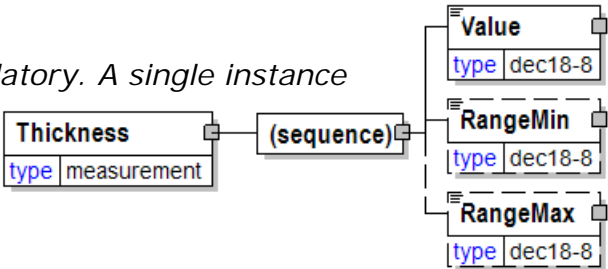 Value
type dec18-8
latory. A single instance
RangeMin
type dec18-8
Thickness
type measurement
(sequence)
RangeMax
type dec18-8